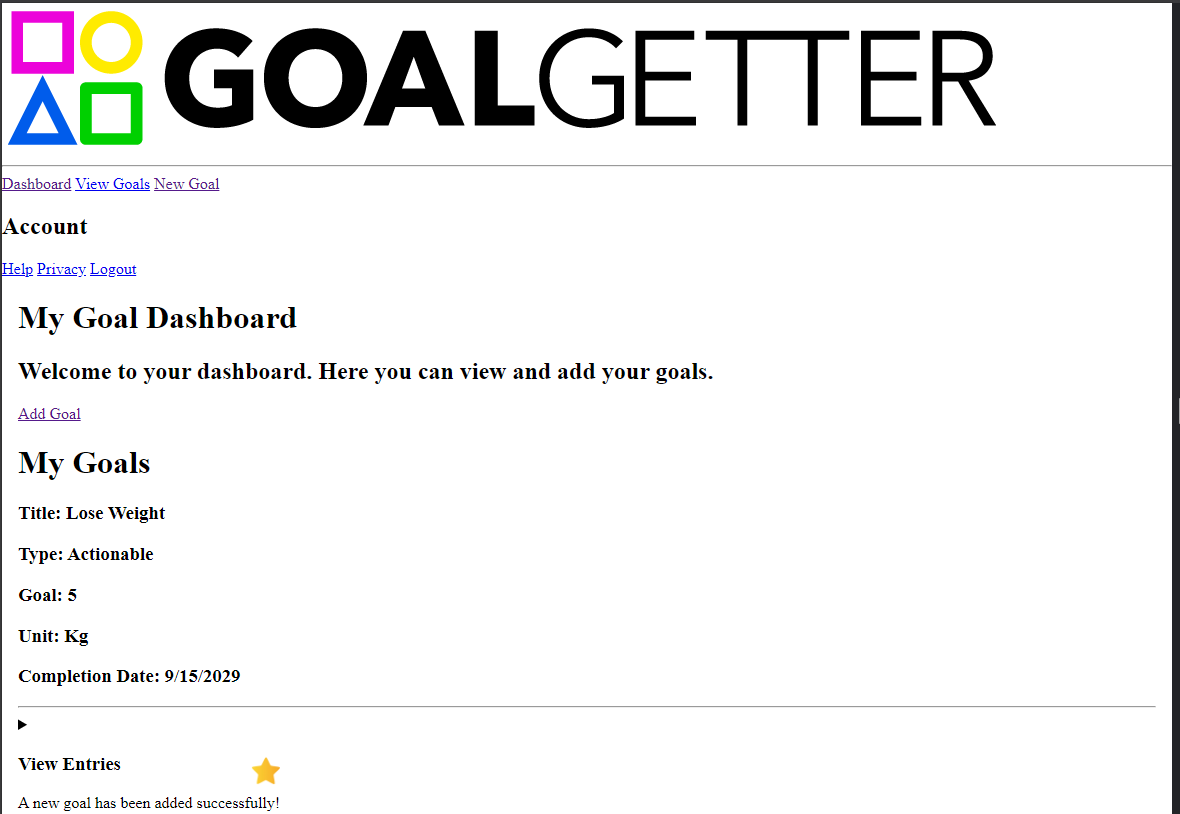 GOALGETTER
Dashboard View Goals New Goal
Account
Help Privacy Logout
My Goal Dashboard
Welcome to your dashboard. Here you can view and add your goals.
Add Goal
My Goals
Title: Lose Weight
Type: Actionable
Goal: 5
Unit: Kg
Completion Date: 9/15/2029
View Entries
A new goal has been added successfully!